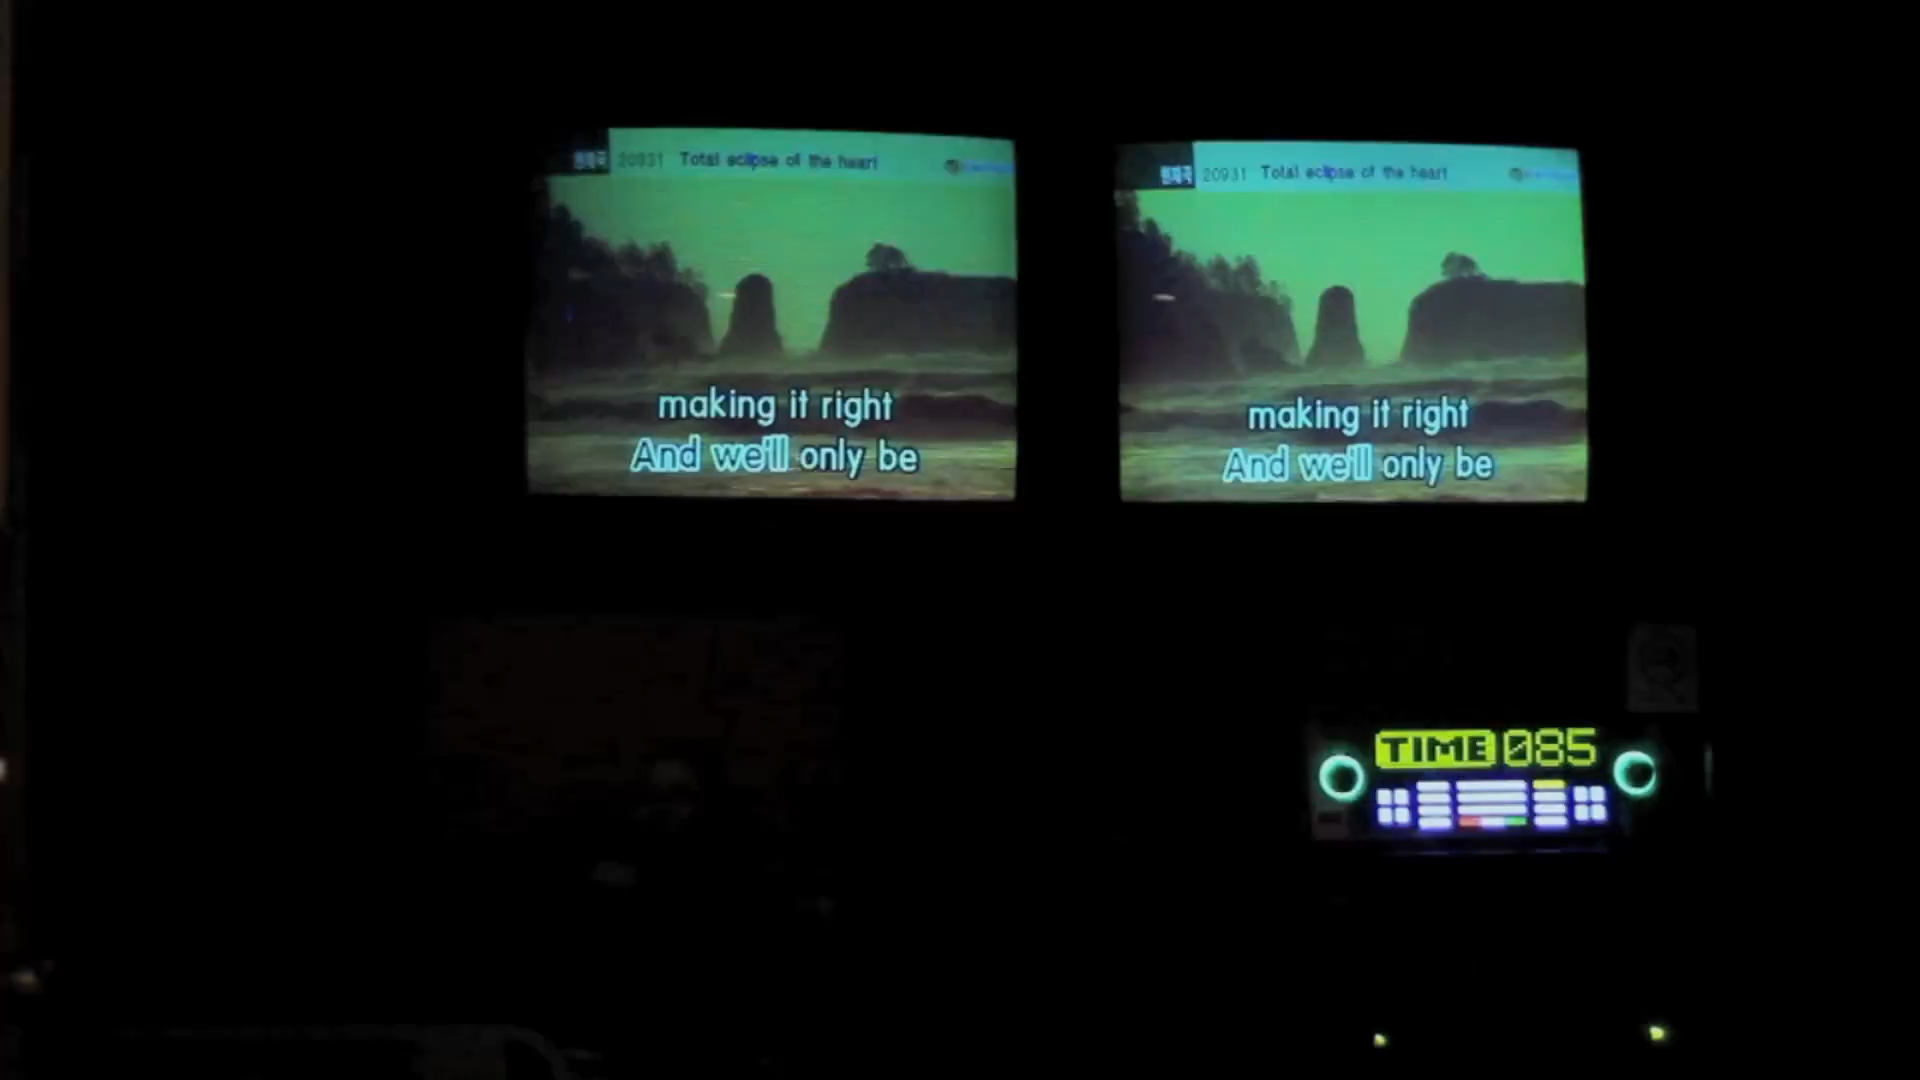 20931 Total eclipse of the heart
making it right
And we'll only be
20931 Total eclipse of the heart
making it right
And we'll only be
TIME 085